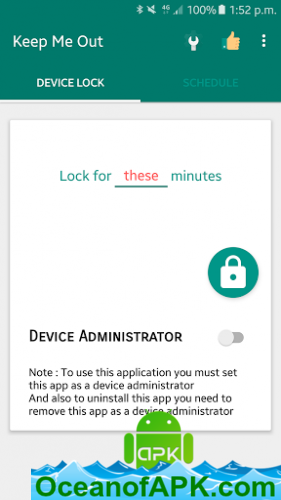 4G 100% 1:52 p.m.
Keep Me Out
DEVICE LOCK SCHEDULE
Lock for these minutes
DEVICE ADMINISTRATOR
Note : To use this application you must set
this app as a device administrator
And also to uninstall this app you need to
remove this app as a device administrator
APK
OceanofAPK.com